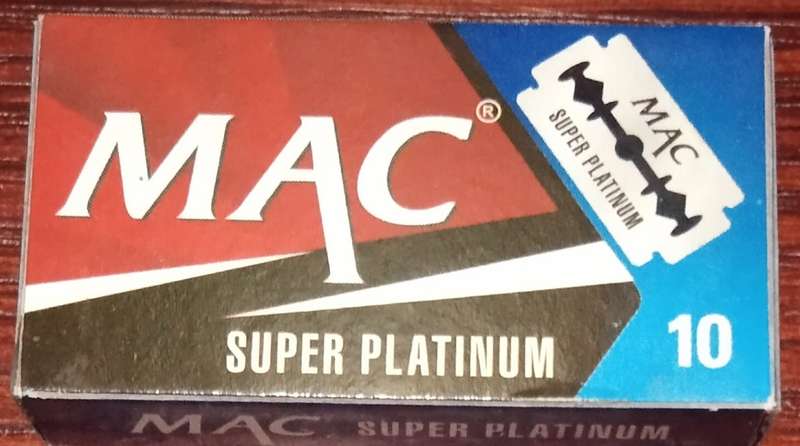 MAC®
SUPER PLATINUM
MAC
SUPER PLATINUM
10
MAC SUPER PLATINUM